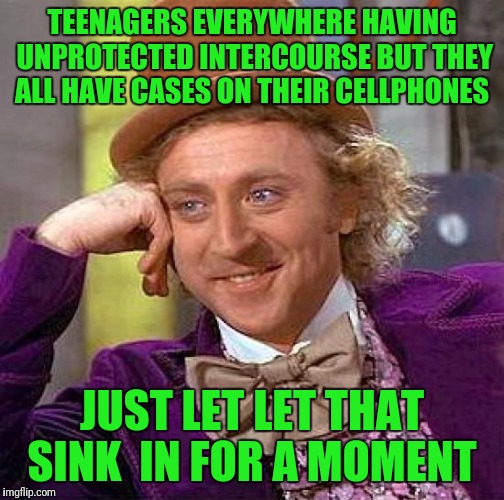 TEENAGERS EVERYWHERE HAVING
UNPROTECTED INTERCOURSE BUT THEY
ALL HAVE CASES ON THEIR CELLPHONES
JUST LET LET THAT
SINK IN FOR A MOMENT
imgflip.com